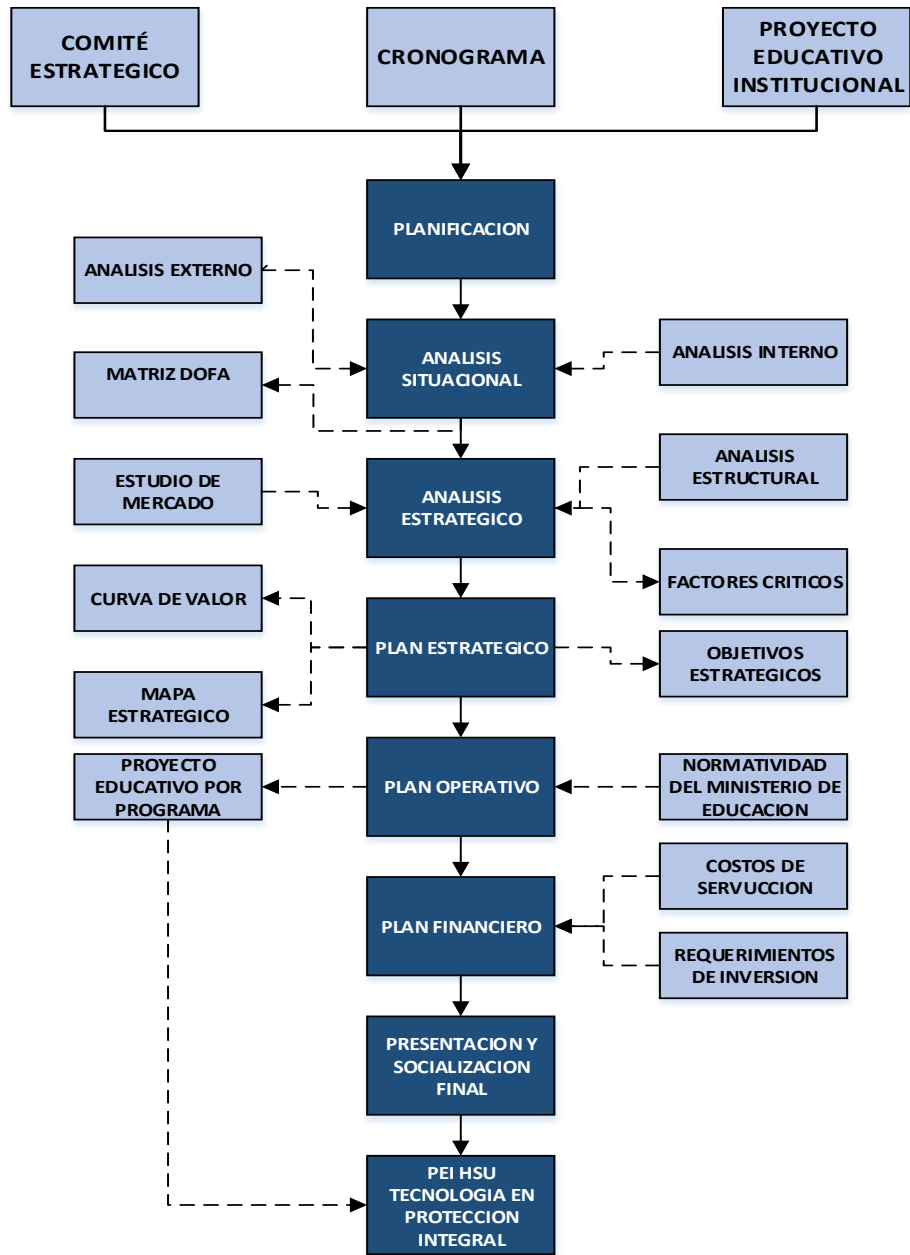 COMITÉ
ESTRATEGICO
CRONOGRAMA
PROYECTO
EDUCATIVO
INSTITUCIONAL
PLANIFICACION
ANALISIS EXTERNO
ANALISIS
SITUACIONAL
ANALISIS INTERNO
MATRIZ DOFA
ANALISIS
ESTRUCTURAL
ESTUDIO DE
MERCADO
ANALISIS
ESTRATEGICO
FACTORES CRITICOS
CURVA DE VALOR
PLAN ESTRATEGICO
OBJETIVOS
ESTRATEGICOS
MAPA
ESTRATEGICO
PROYECTO
EDUCATIVO POR
PROGRAMA
PLAN OPERATIVO
NORMATIVIDAD
DEL MINISTERIO DE
EDUCACION
COSTOS DE
SERVUCCION
PLAN FINANCIERO
REQUERIMIENTOS
DE INVERSION
PRESENTACION Y
SOCIALIZACION
FINAL
PEI HSU
TECNOLOGIA EN
PROTECCION
INTEGRAL